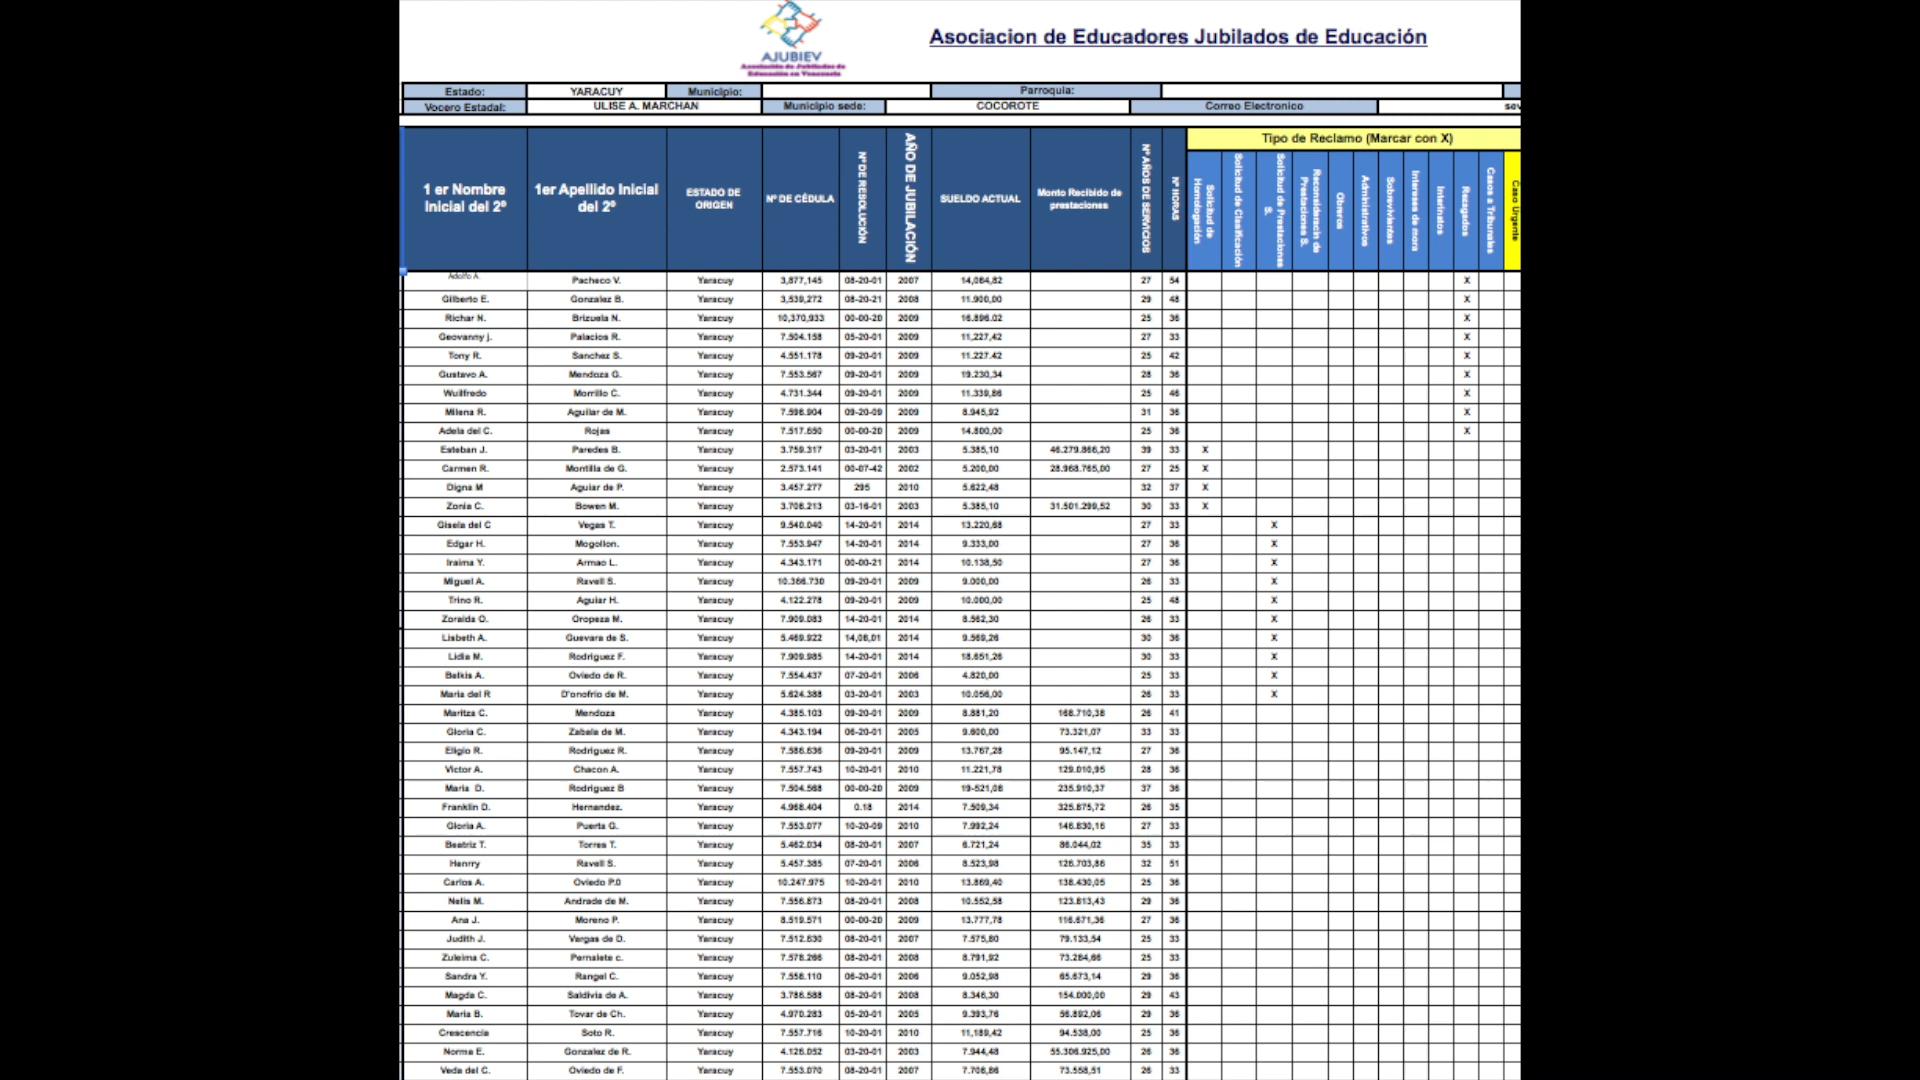 AJUBIEV
Asociación de Jubilados de
Educación en Venezuela
Asociacion de Educadores Jubilados de Educación
Estado: YARACUY Municipio: Parroquia:
Vocero Estadal: ULISE A. MARCHAN Municipio sede: COCOROTE Correo Electronico
1 er Nombre Inicial del 2º 1er Apellido Inicial del 2º ESTADO DE ORIGEN Nº DE CÉDULA Nº DE RESOLUCIÓN AÑO DE JUBILACIÓN SUELDO ACTUAL Monto Recibido de prestaciones Nº AÑOS DE SERVICIOS Nº HORAS
Tipo de Reclamo (Marcar con X)
Solicitud de Homologación Solicitud de Clasificación Solicitud de Prestaciones S. Reconsideracin de Prestaciones S. Obreros Administrativos Sobrevivientes Intereses de mora Interinatos Rezagados Casos a Tribunales Caso Urgente
Adolfo A. Pacheco V. Yaracuy 3,877,145 08-20-01 2007 14,084,82 27 54 X
Gilberto E. Gonzalez B. Yaracuy 3,539,272 08-20-21 2008 11.900,00 29 48 X
Richar N. Brizuela N. Yaracuy 10,370,933 00-00-20 2009 16.896.02 25 36 X
Geovanny j. Palacios R. Yaracuy 7.504.158 05-20-01 2009 11,227,42 27 33 X
Tony R. Sanchez S. Yaracuy 4.551.178 09-20-01 2009 11.227.42 25 42 X
Gustavo A. Mendoza G. Yaracuy 7.553.567 09-20-01 2009 19.230,34 28 36 X
Wuilfredo Morrillo C. Yaracuy 4.731.344 09-20-01 2009 11.339,86 25 46 X
Milena R. Aguilar de M. Yaracuy 7.598.904 09-20-09 2009 8.945,92 31 36 X
Adela del C. Rojas Yaracuy 7.517.650 00-00-20 2009 14.800,00 25 36 X
Esteban J. Paredes B. Yaracuy 3.759.317 03-20-01 2003 5.385,10 46.279.866,20 39 33 X
Carmen R. Montilla de G. Yaracuy 2.573.141 00-07-42 2002 5.200,00 28.968.765,00 27 25 X
Digna M Aguiar de P. Yaracuy 3.457.277 295 2010 5.622,48 32 37 X
Zonia C. Bowen M. Yaracuy 3.708.213 03-16-01 2003 5.385,10 31.501.299,52 30 33 X
Gisela del C Vegas T. Yaracuy 9.540.040 14-20-01 2014 13.220,68 27 33 X
Edgar H. Mogollon. Yaracuy 7.553.947 14-20-01 2014 9.333,00 27 36 X
Iraima Y. Armao L. Yaracuy 4.343.171 00-00-21 2014 10.138,50 27 36 X
Miguel A. Ravell S. Yaracuy 10.366.730 09-20-01 2009 9.000,00 26 33 X
Trino R. Aguiar H. Yaracuy 4.122.278 09-20-01 2009 10.000,00 25 48 X
Zoraida O. Oropeza M. Yaracuy 7.909.083 14-20-01 2014 8.562,30 26 33 X
Lisbeth A. Guevara de S. Yaracuy 5.469.922 14,08,01 2014 9.569,26 30 36 X
Lidia M. Rodriguez F. Yaracuy 7.909.985 14-20-01 2014 18.651,26 30 33 X
Belkis A. Oviedo de R. Yaracuy 7.554.437 07-20-01 2006 4.820,00 25 33 X
Maria del R D'onofrio de M. Yaracuy 5.624.388 03-20-01 2003 10.056,00 26 33 X
Maritza C. Mendoza Yaracuy 4.385.103 09-20-01 2009 8.881,20 168.710,38 26 41
Gloria C. Zabala de M. Yaracuy 4.343.194 06-20-01 2005 9.600,00 73.321,07 33 33
Eligio R. Rodriguez R. Yaracuy 7.586.636 09-20-01 2009 13.767,28 95.147,12 27 36
Victor A. Chacon A. Yaracuy 7.557.743 10-20-01 2010 11.221,78 129.010,95 28 36
Maria D. Rodriguez B Yaracuy 7.504.568 00-00-20 2009 19-521,08 235.910,37 37 36
Franklin D. Hernandez. Yaracuy 4.968.404 0.18 2014 7.509,34 325.875,72 26 35
Gloria A. Puerta G. Yaracuy 7.553.077 10-20-09 2010 7.992,24 146.830,16 27 33
Beatriz T. Torres T. Yaracuy 5.462.034 08-20-01 2007 6.721,24 86.044,02 35 33
Henrry Ravell S. Yaracuy 5.457.385 07-20-01 2006 8.523,98 126.703,86 32 51
Carlos A. Oviedo P.0 Yaracuy 10.247.975 10-20-01 2010 13.869,40 138.430,05 25 36
Nelis M. Andrade de M. Yaracuy 7.556.873 08-20-01 2008 10.552,58 123.813,43 29 36
Ana J. Moreno P. Yaracuy 8.519.571 00-00-20 2009 13.777,78 116.671,36 27 36
Judith J. Vargas de D. Yaracuy 7.512.630 08-20-01 2007 7.575,80 79.133,54 25 33
Zuleima C. Pernalete c. Yaracuy 7.578.266 08-20-01 2008 8.791,92 73.284,66 25 33
Sandra Y. Rangel C. Yaracuy 7.558.110 06-20-01 2006 9.052,98 65.673,14 29 36
Magda C. Saldivia de A. Yaracuy 3.786.588 08-20-01 2008 8.346,30 154.000,00 29 43
Maria B. Tovar de Ch. Yaracuy 4.970.283 05-20-01 2005 9.393,76 56.892,06 29 36
Crescencia Soto R. Yaracuy 7.557.716 10-20-01 2010 11,189,42 94.538,00 25 36
Norma E. Gonzalez de R. Yaracuy 4.126.052 03-20-01 2003 7.944,48 55.306.925,00 26 36
Veda del C. Oviedo de F. Yaracuy 7.553.070 08-20-01 2007 7.706,86 73.558,51 26 33